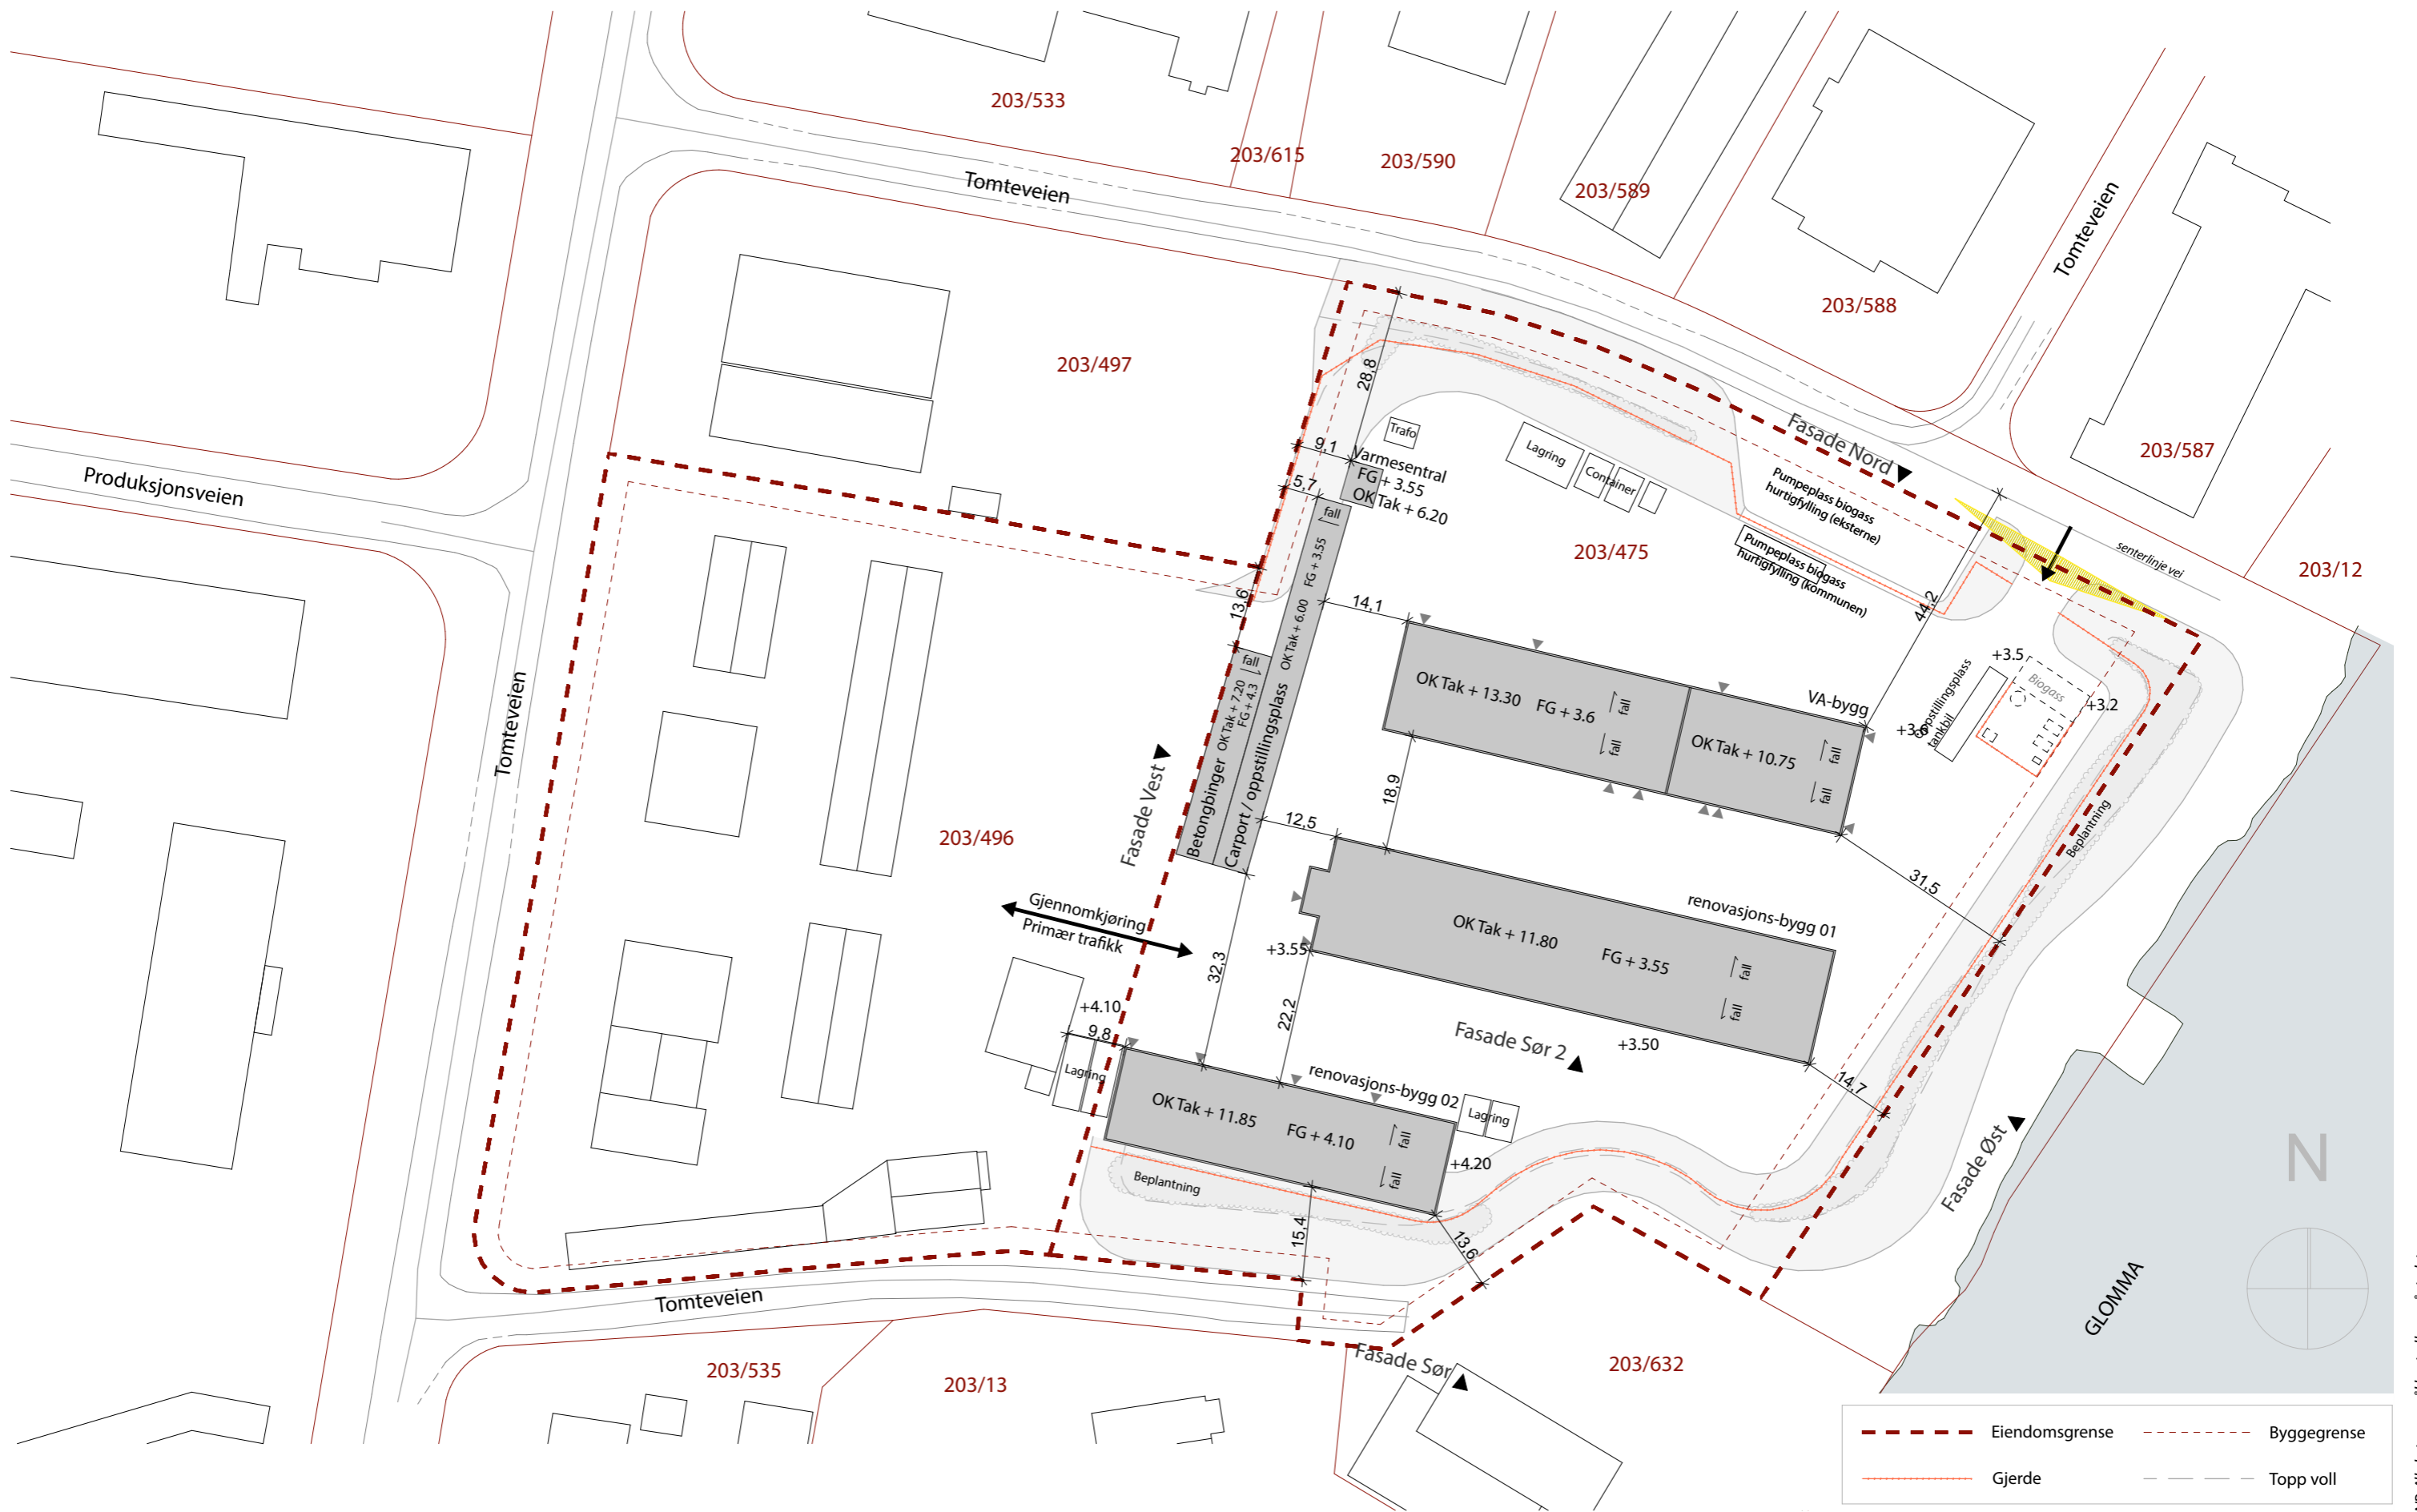 203/533
203/615
203/590
203/589
Tomteveien
Tomteveien
203/588
203/497
28,8
203/587
Fasade Nord
Trafo
Lagring
Container
9,1
Varmesentral
FG + 3.55
OK Tak + 6.20
5,7
fall
Produksjonsveien
Pumpeplass biogass
hurtigfylling (eksterne)
Pumpeplass biogass
hurtigfylling (kommunen)
203/475
senterlinje vei
203/12
44,2
13,6
14,1
OK Tak + 6.00 FG + 3.55
Carport / oppstillingsplass
fall
OK Tak + 7.20
FG + 4.3
Betongbinger
Tomteveien
OK Tak + 13.30 FG + 3.6
fall
fall
VA-bygg
OK Tak + 10.75
fall
fall
+3.6
oppstillingsplass
tankbil
+3.5
Biogass
+3.2
Fasade Vest
18,9
12,5
203/496
Beplantning
31,5
renovasjons-bygg 01
OK Tak + 11.80
FG + 3.55
fall
fall
Gjennomkjøring
Primær trafikk
+3.55
32,3
22,2
+4.10
9,8
Lagring
Fasade Sør 2
+3.50
14,7
renovasjons-bygg 02
Lagring
OK Tak + 11.85
FG + 4.10
fall
fall
+4.20
Beplantning
Fasade Øst
N
15,4
13,6
GLOMMA
Tomteveien
203/535
203/13
Fasade Sør
203/632
Eiendomsgrense
Byggegrense
Gjerde
Topp voll